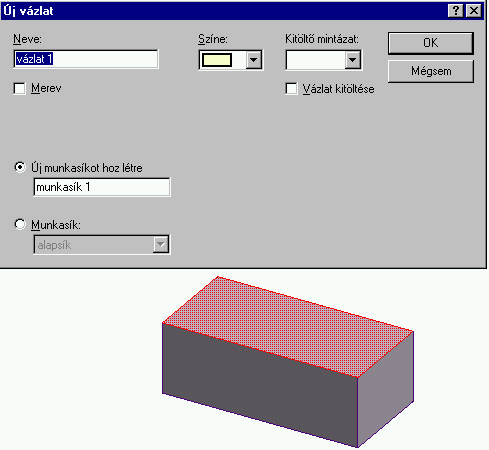 Új vázlat
Neve:
Színe:
Kitöltő mintázat:
OK
vázlat 1
Mégsem
Merev
Vázlat kitöltése
Új munkasíkot hoz létre
munkasík 1
Munkasík:
alapsík